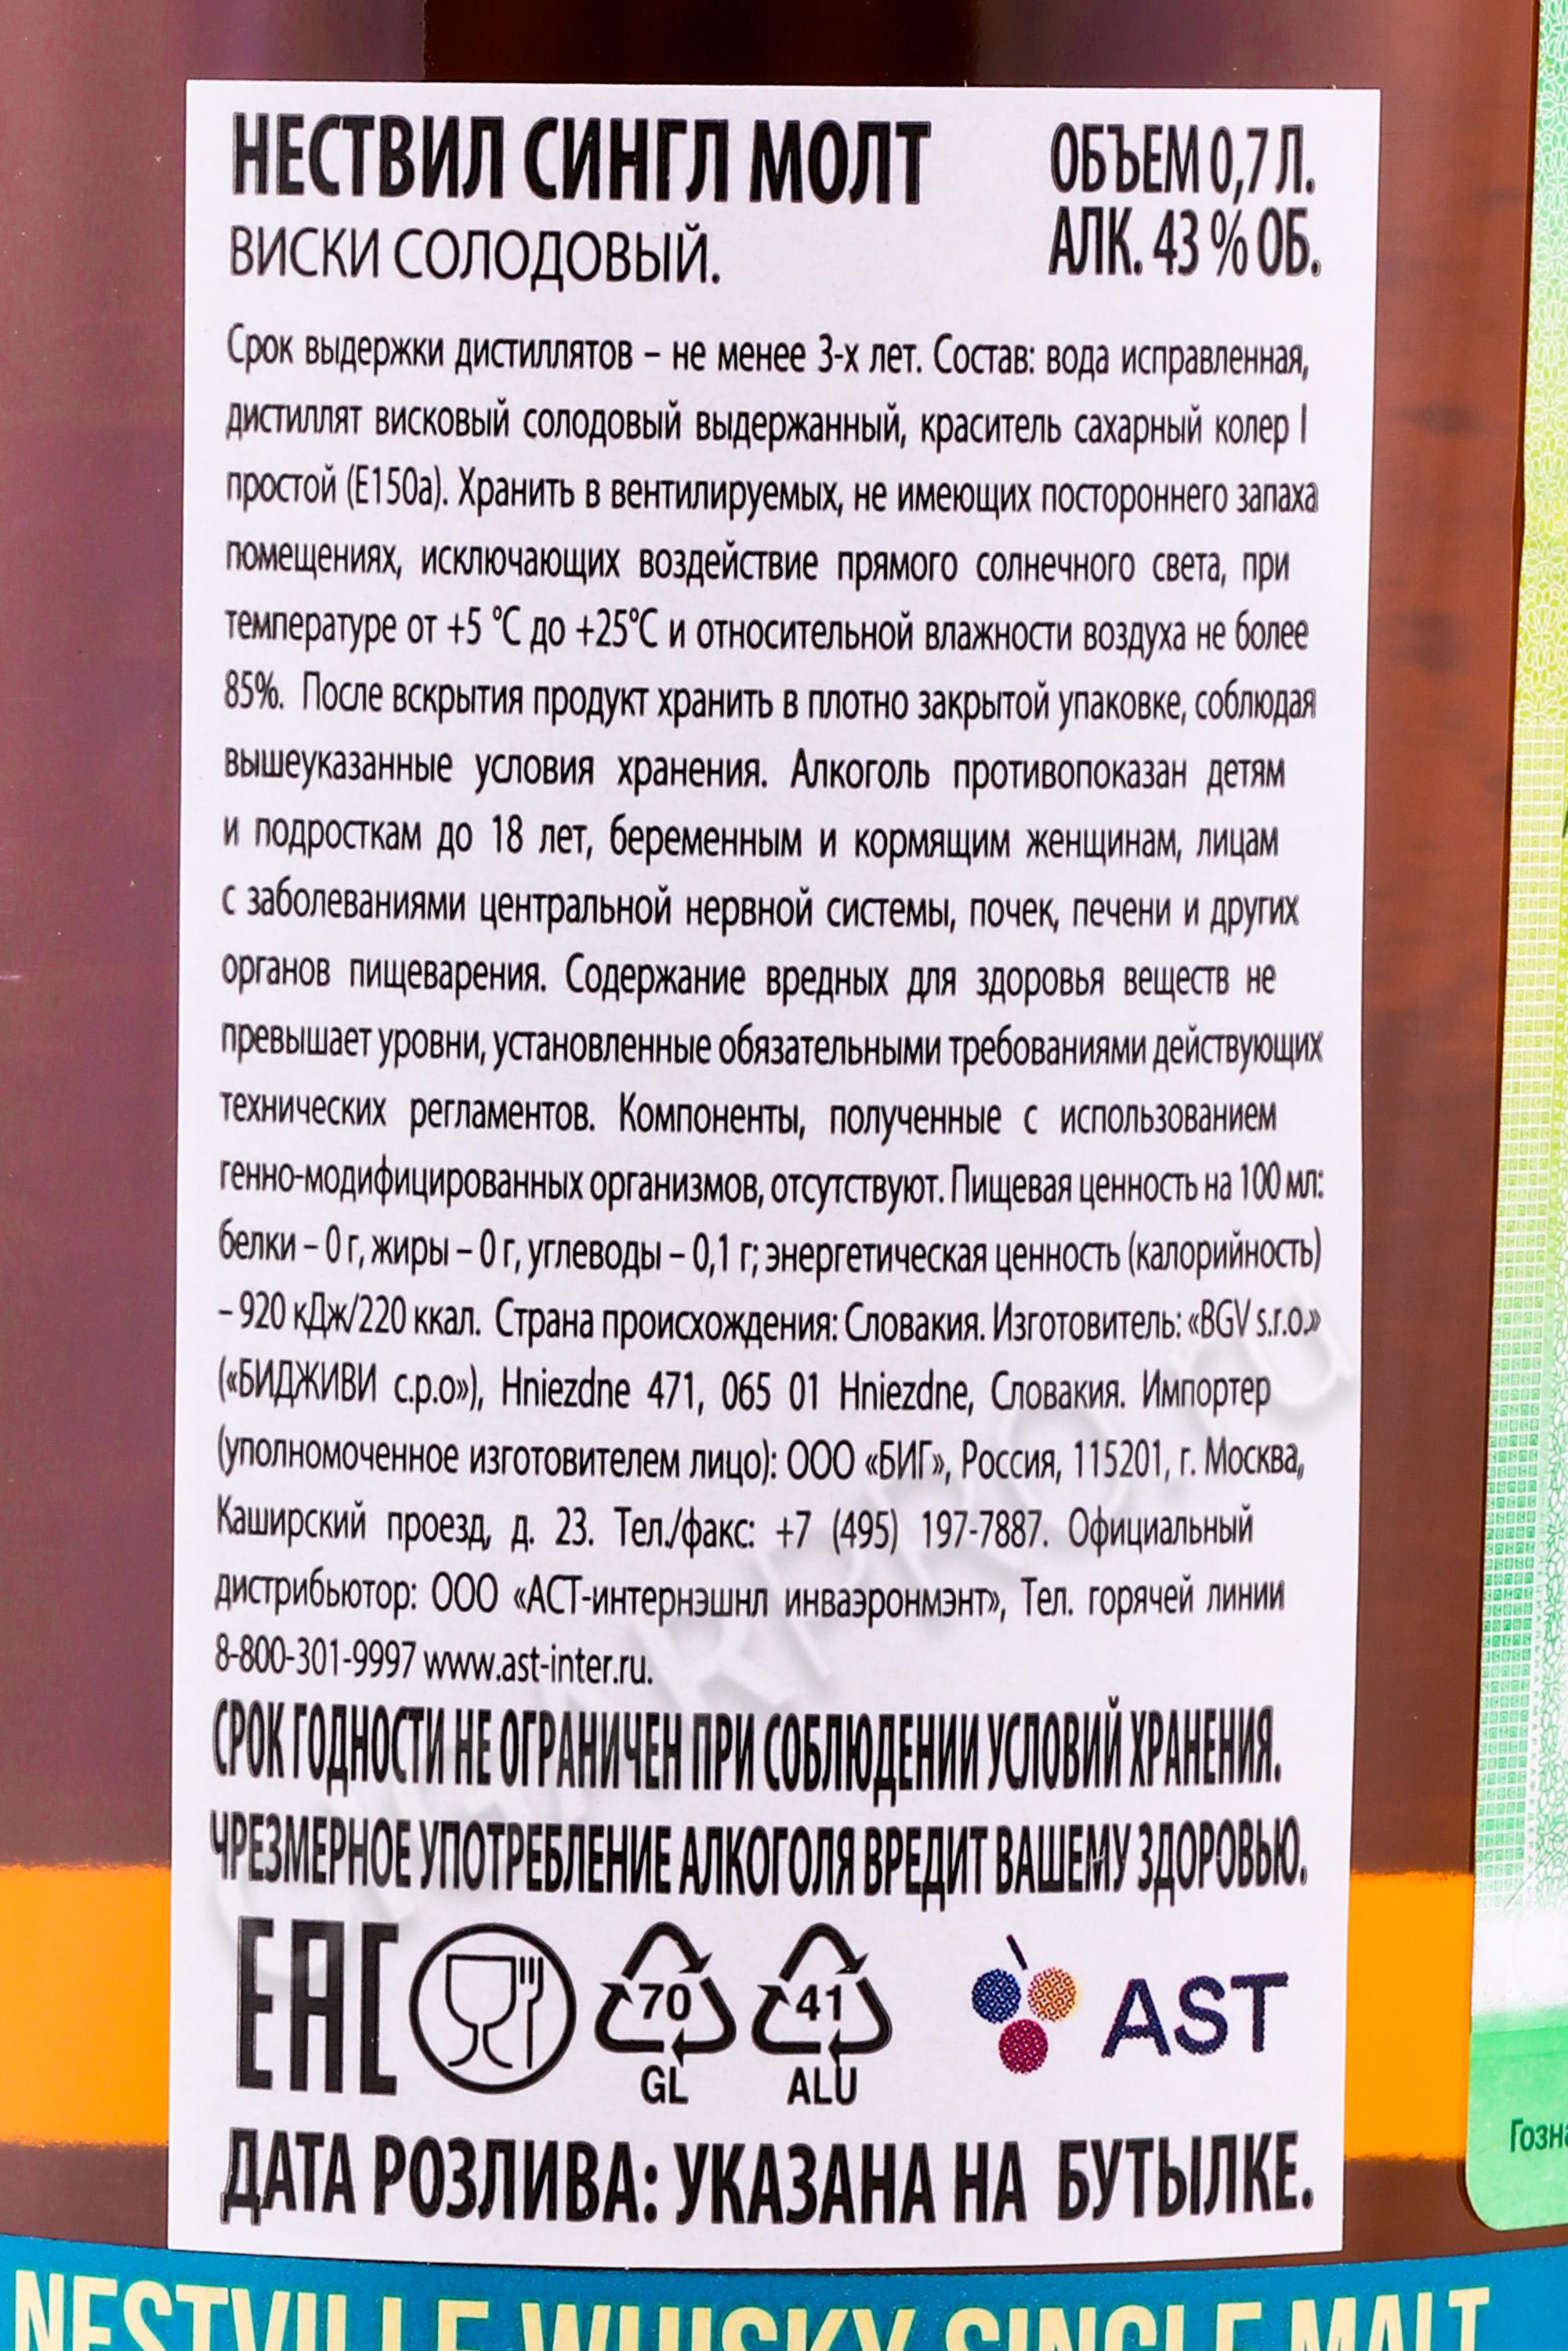 НЕСТВИЛ СИНГЛ МОЛТ
ВИСКИ СОЛОДОВЫЙ.
ОБЪЕМ 0,7 Л.
АЛК. 43 % ОБ.
Срок выдержки дистиллятов – не менее 3-х лет. Состав: вода исправленная,
дистиллят висковый солодовый выдержанный, краситель сахарный колер I
простой (Е150а). Хранить в вентилируемых, не имеющих постороннего запаха
помещениях, исключающих воздействие прямого солнечного света, при
температуре от +5 °С до +25°С и относительной влажности воздуха не более
85%. После вскрытия продукт хранить в плотно закрытой упаковке, соблюдая
вышеуказанные условия хранения. Алкоголь противопоказан детям
и подросткам до 18 лет, беременным и кормящим женщинам, лицам
с заболеваниями центральной нервной системы, почек, печени и других
органов пищеварения. Содержание вредных для здоровья веществ не
превышает уровни, установленные обязательными требованиями действующих
технических регламентов. Компоненты, полученные с использованием
генно-модифицированных организмов, отсутствуют. Пищевая ценность на 100 мл:
белки – 0 г, жиры – 0 г, углеводы – 0,1 г; энергетическая ценность (калорийность)
– 920 кДж/220 ккал. Страна происхождения: Словакия. Изготовитель: «BGV s.r.o.»
(«БИДЖИВИ с.р.о»), Hniezdne 471, 065 01 Hniezdne, Словакия. Импортер
(уполномоченное изготовителем лицо): ООО «БИГ», Россия, 115201, г. Москва,
Каширский проезд, д. 23. Тел./факс: +7 (495) 197-7887. Официальный
дистрибьютор: ООО «АСТ-интернэшнл инваэронмэнт», Тел. горячей линии
8-800-301-9997 www.ast-inter.ru.
СРОК ГОДНОСТИ НЕ ОГРАНИЧЕН ПРИ СОБЛЮДЕНИИ УСЛОВИЙ ХРАНЕНИЯ.
ЧРЕЗМЕРНОЕ УПОТРЕБЛЕНИЕ АЛКОГОЛЯ ВРЕДИТ ВАШЕМУ ЗДОРОВЬЮ.
ЕАС 70 41 AST
GL ALU
ДАТА РОЗЛИВА: УКАЗАНА НА БУТЫЛКЕ.
NESTVILLE WHISKY SINGLE MALT